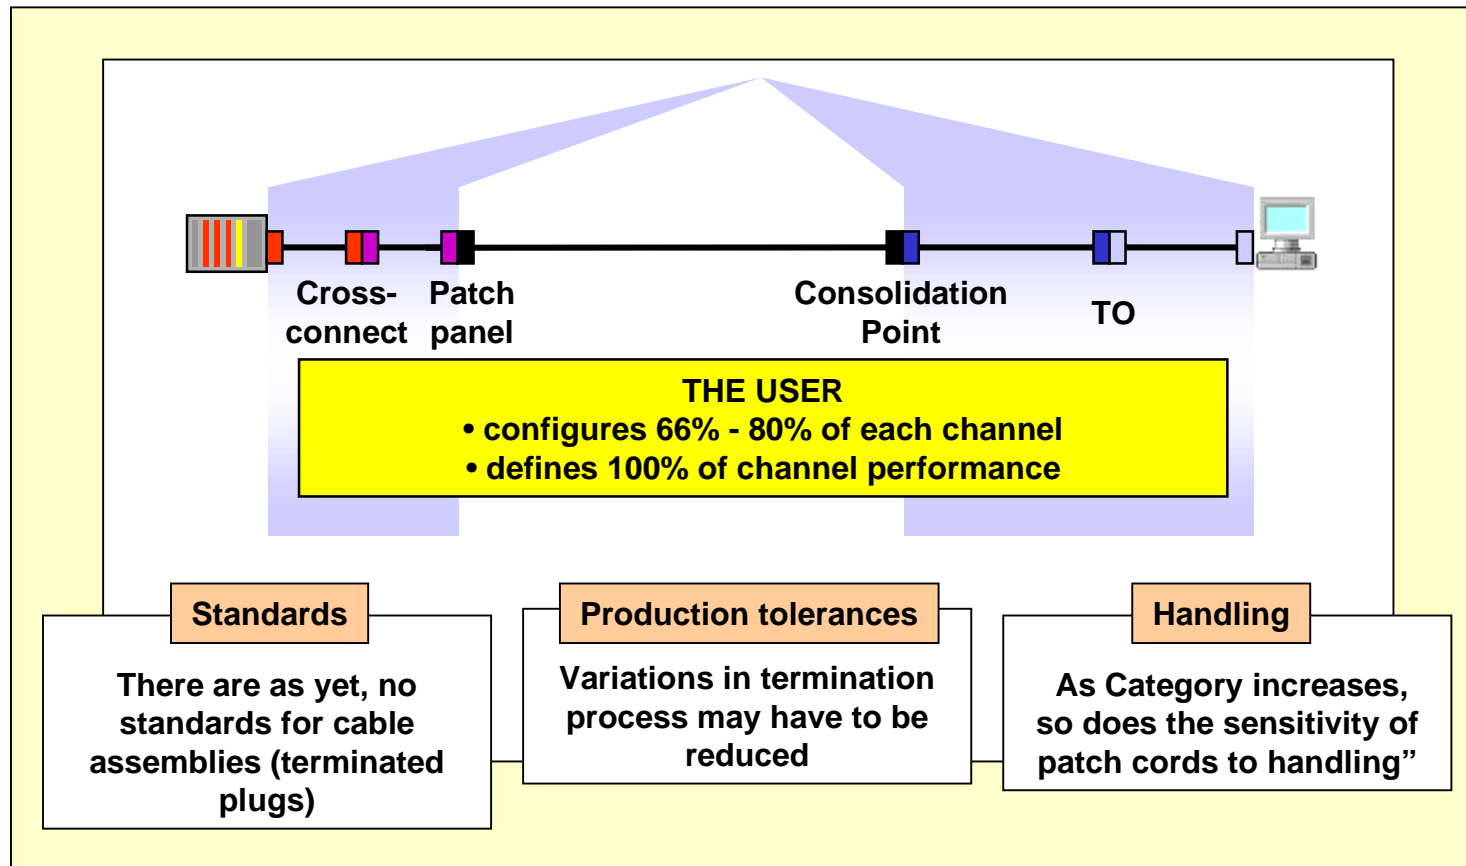 Cross-
connect
Patch
panel
Consolidation
Point
TO
THE USER
• configures 66% - 80% of each channel
• defines 100% of channel performance
Standards
There are as yet, no
standards for cable
assemblies (terminated
plugs)
Production tolerances
Variations in termination
process may have to be
reduced
Handling
As Category increases,
so does the sensitivity of
patch cords to handling”